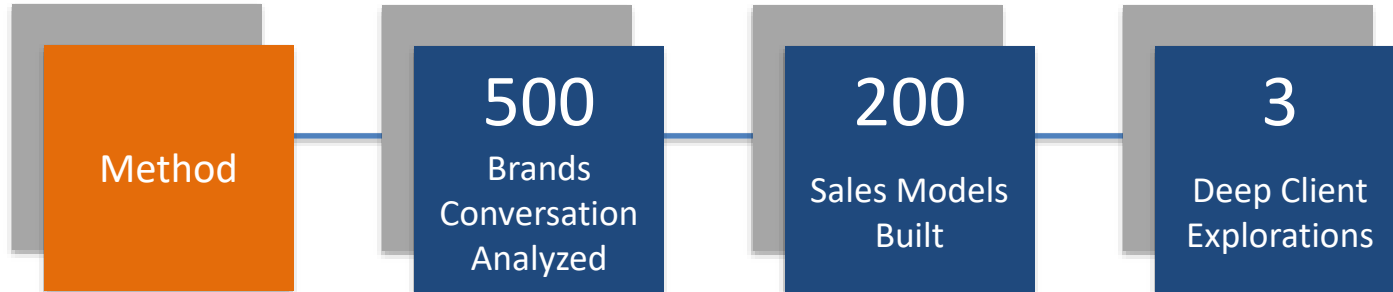 Method
500
Brands
Conversation
Analyzed
200
Sales Models
Built
3
Deep Client
Explorations